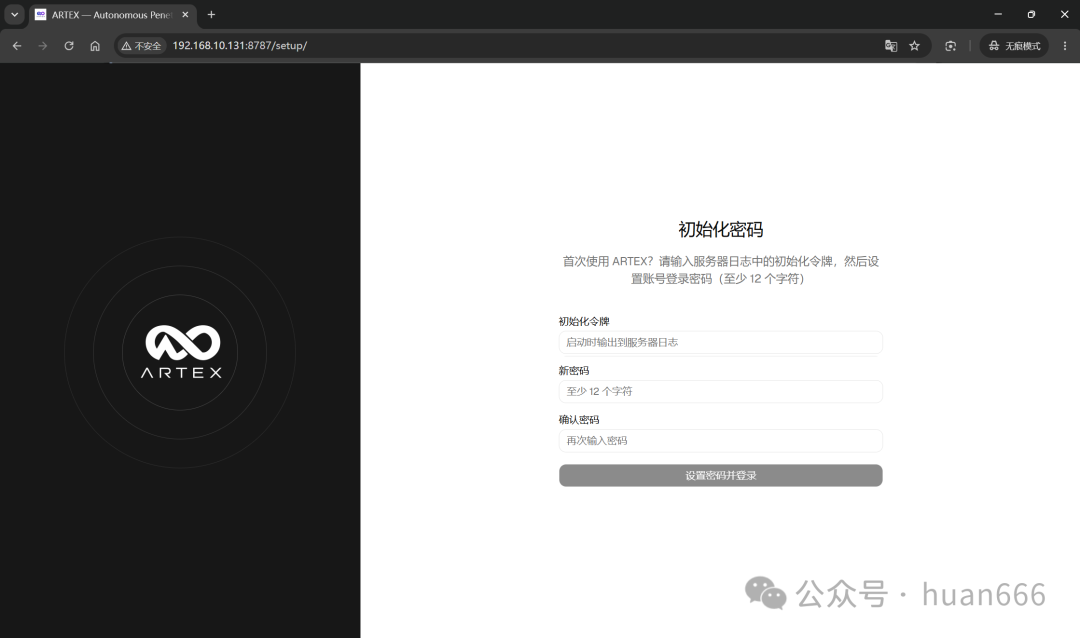 ARTEX — Autonomous Pene
不安全
192.168.10.131:8787/setup/
无痕模式
ARTEX
初始化密码
首次使用 ARTEX？请输入服务器日志中的初始化令牌，然后设
置账号登录密码（至少 12 个字符）
初始化令牌
启动时输出到服务器日志
新密码
至少 12 个字符
确认密码
再次输入密码
设置密码并登录
公众号 · huan666